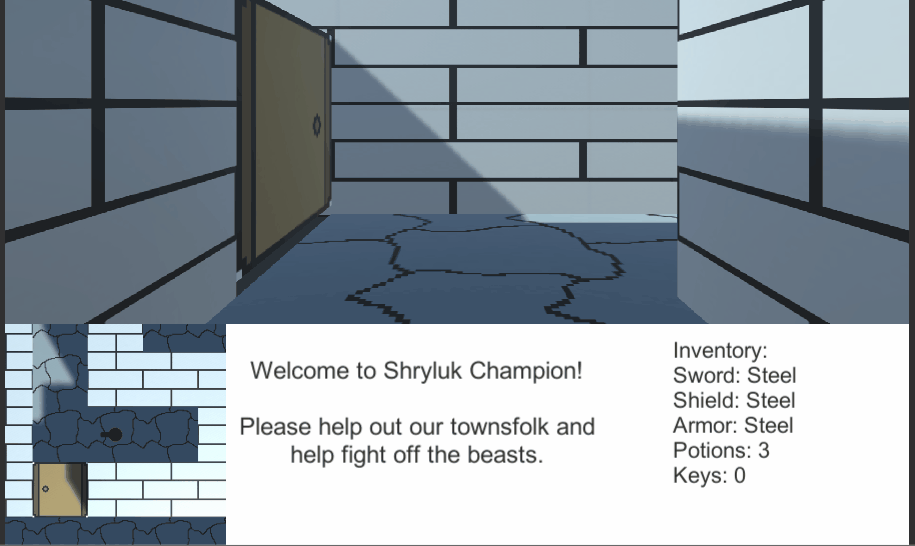 Welcome to Shryluk Champion!
Please help out our townsfolk and
help fight off the beasts.
Inventory:
Sword: Steel
Shield: Steel
Armor: Steel
Potions: 3
Keys: 0